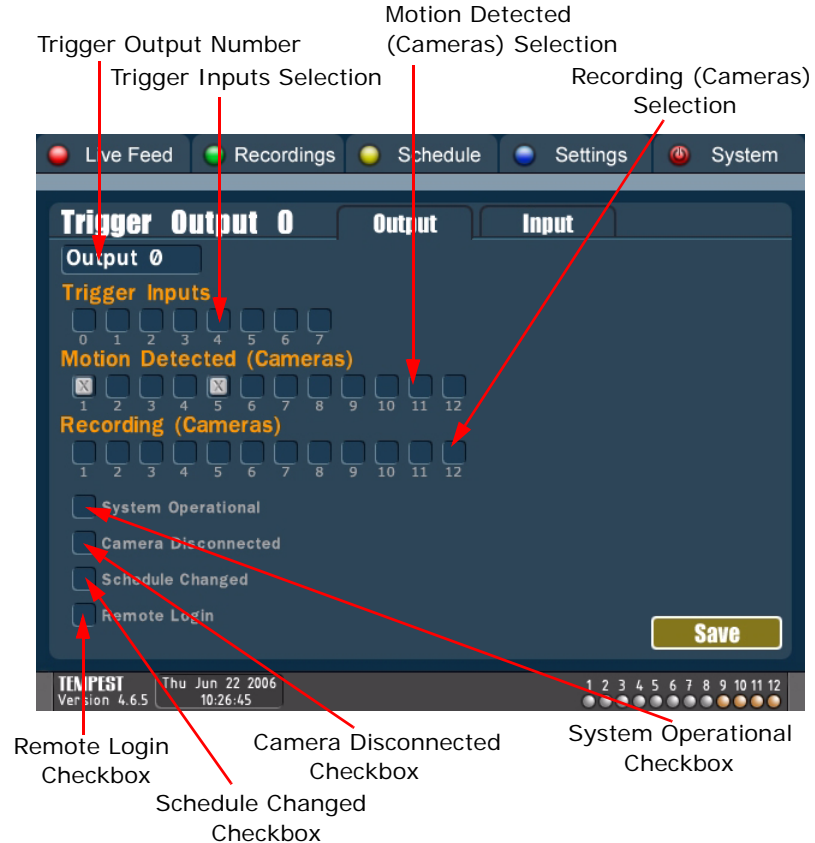 Motion Detected
(Cameras) Selection
Trigger Output Number
Trigger Inputs Selection
Recording (Cameras)
Selection
Live Feed Recordings Schedule Settings System
Trigger Output 0 Output Input
Output 0
Trigger Inputs
0 1 2 3 4 5 6 7
Motion Detected (Cameras)
X X
1 2 3 4 5 6 7 8 9 10 11 12
Recording (Cameras)
1 2 3 4 5 6 7 8 9 10 11 12
System Operational
Camera Disconnected
Schedule Changed
Remote Login
Save
TEMPEST Thu Jun 22 2006 1 2 3 4 5 6 7 8 9 10 11 12
Version 4.6.5 10:26:45
Remote Login
Checkbox
Camera Disconnected
Checkbox
System Operational
Checkbox
Schedule Changed
Checkbox